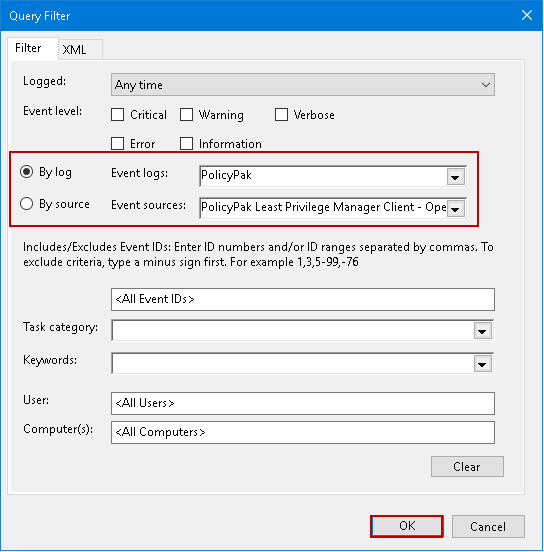 Query Filter
Filter XML
Logged: Any time
Event level: Critical Warning Verbose
Error Information
By log Event logs: PolicyPak
By source Event sources: PolicyPak Least Privilege Manager Client - Ope
Includes/Excludes Event IDs: Enter ID numbers and/or ID ranges separated by commas. To
exclude criteria, type a minus sign first. For example 1,3,5-99,-76
<All Event IDs>
Task category:
Keywords:
User: <All Users>
Computer(s): <All Computers>
Clear
OK Cancel